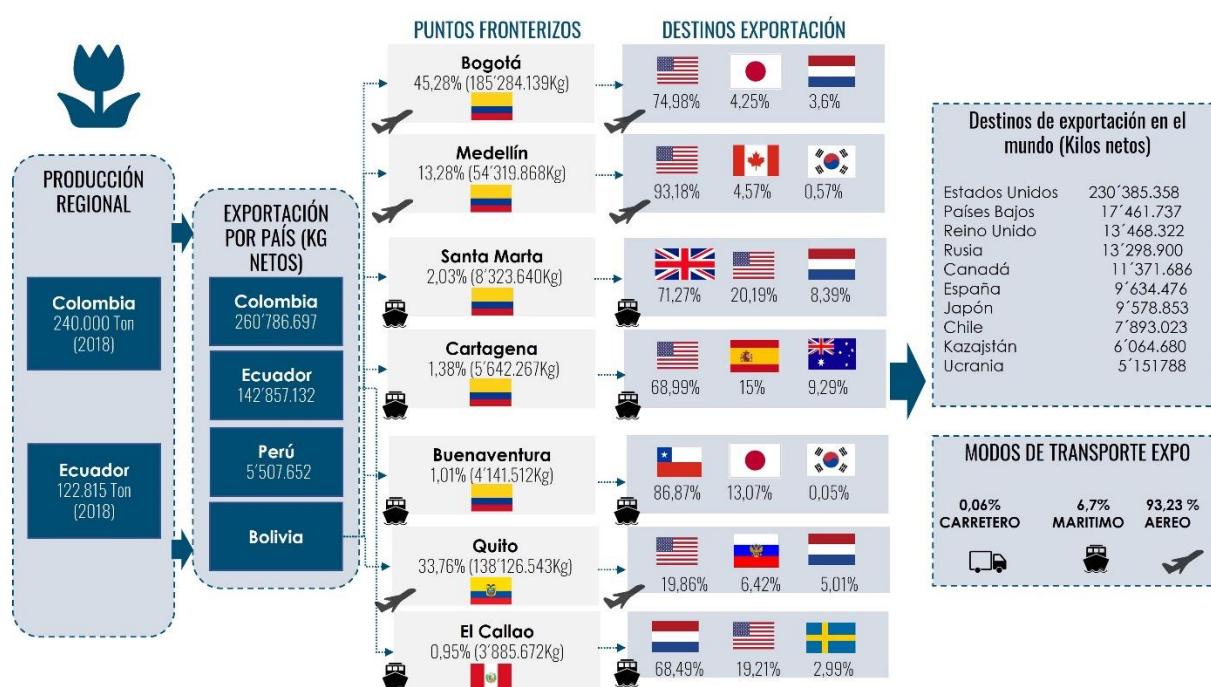 PRODUCCIÓN
REGIONAL
Colombia
240.000 Ton
(2018)
Ecuador
122.815 Ton
(2018)
EXPORTACIÓN
POR PAÍS (KG
NETOS)
Colombia
260´786.697
Ecuador
142´857.132
Perú
5´507.652
Bolivia
PUNTOS FRONTERIZOS
Bogotá
45,28% (185´284.139Kg)
Medellín
13,28% (54´319.868Kg)
Santa Marta
2,03% (8´323.640Kg)
Cartagena
1,38% (5´642.267Kg)
Buenaventura
1,01% (4´141.512Kg)
Quito
33,76% (138´126.543Kg)
El Callao
0,95% (3´885.672Kg)
DESTINOS EXPORTACIÓN
74,98% 4,25% 3,6%
93,18% 4,57% 0,57%
71,27% 20,19% 8,39%
68,99% 15% 9,29%
86,87% 13,07% 0,05%
19,86% 6,42% 5,01%
68,49% 19,21% 2,99%
Destinos de exportación en el
mundo (Kilos netos)
Estados Unidos 230´385.358
Países Bajos 17´461.737
Reino Unido 13´468.322
Rusia 13´298.900
Canadá 11´371.686
España 9´634.476
Japón 9´578.853
Chile 7´893.023
Kazajstán 6´064.680
Ucrania 5´151788
MODOS DE TRANSPORTE EXPO
0,06% 6,7% 93,23 %
CARRETERO MARITIMO AEREO